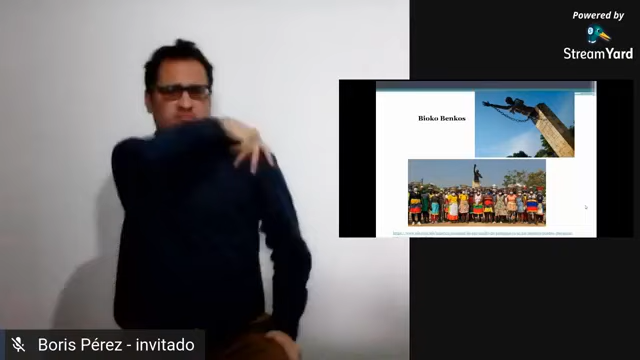 Powered by
StreamYard
Bioko Benkos
Boris Pérez - invitado